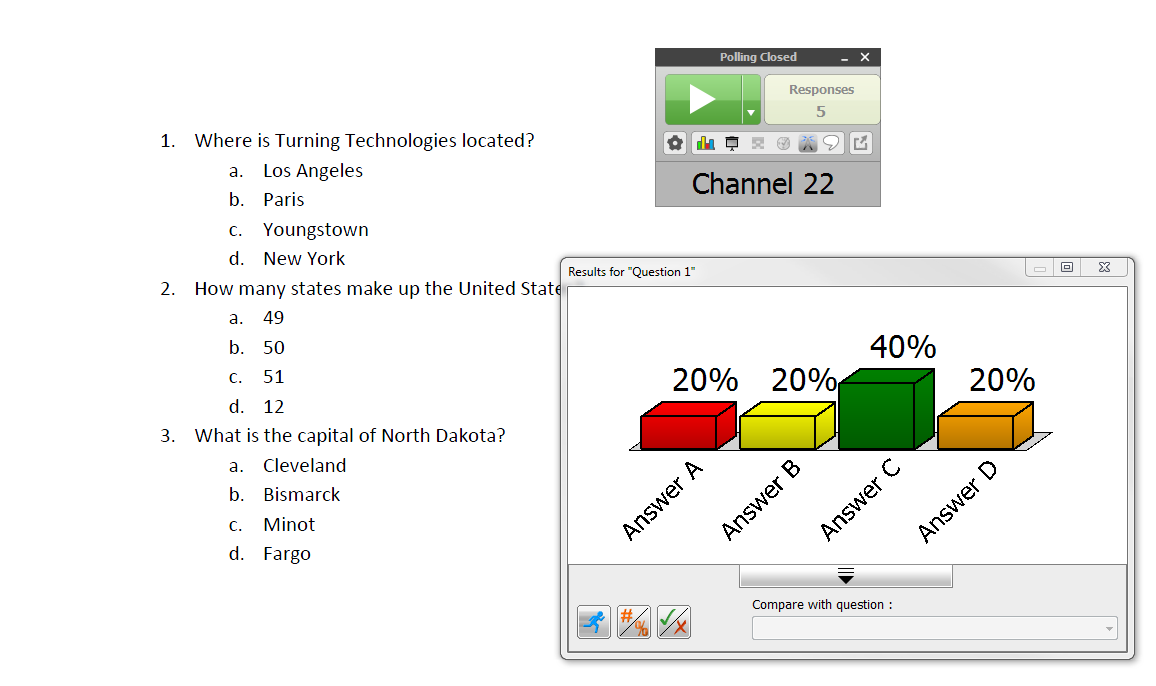 Polling Closed
Responses
5
Channel 22
1. Where is Turning Technologies located?
a. Los Angeles
b. Paris
c. Youngstown
d. New York
2. How many states make up the United State
a. 49
b. 50
c. 51
d. 12
3. What is the capital of North Dakota?
a. Cleveland
b. Bismarck
c. Minot
d. Fargo
Results for "Question 1"
20% 20% 40% 20%
Answer A Answer B Answer C Answer D
Compare with question :
#/%